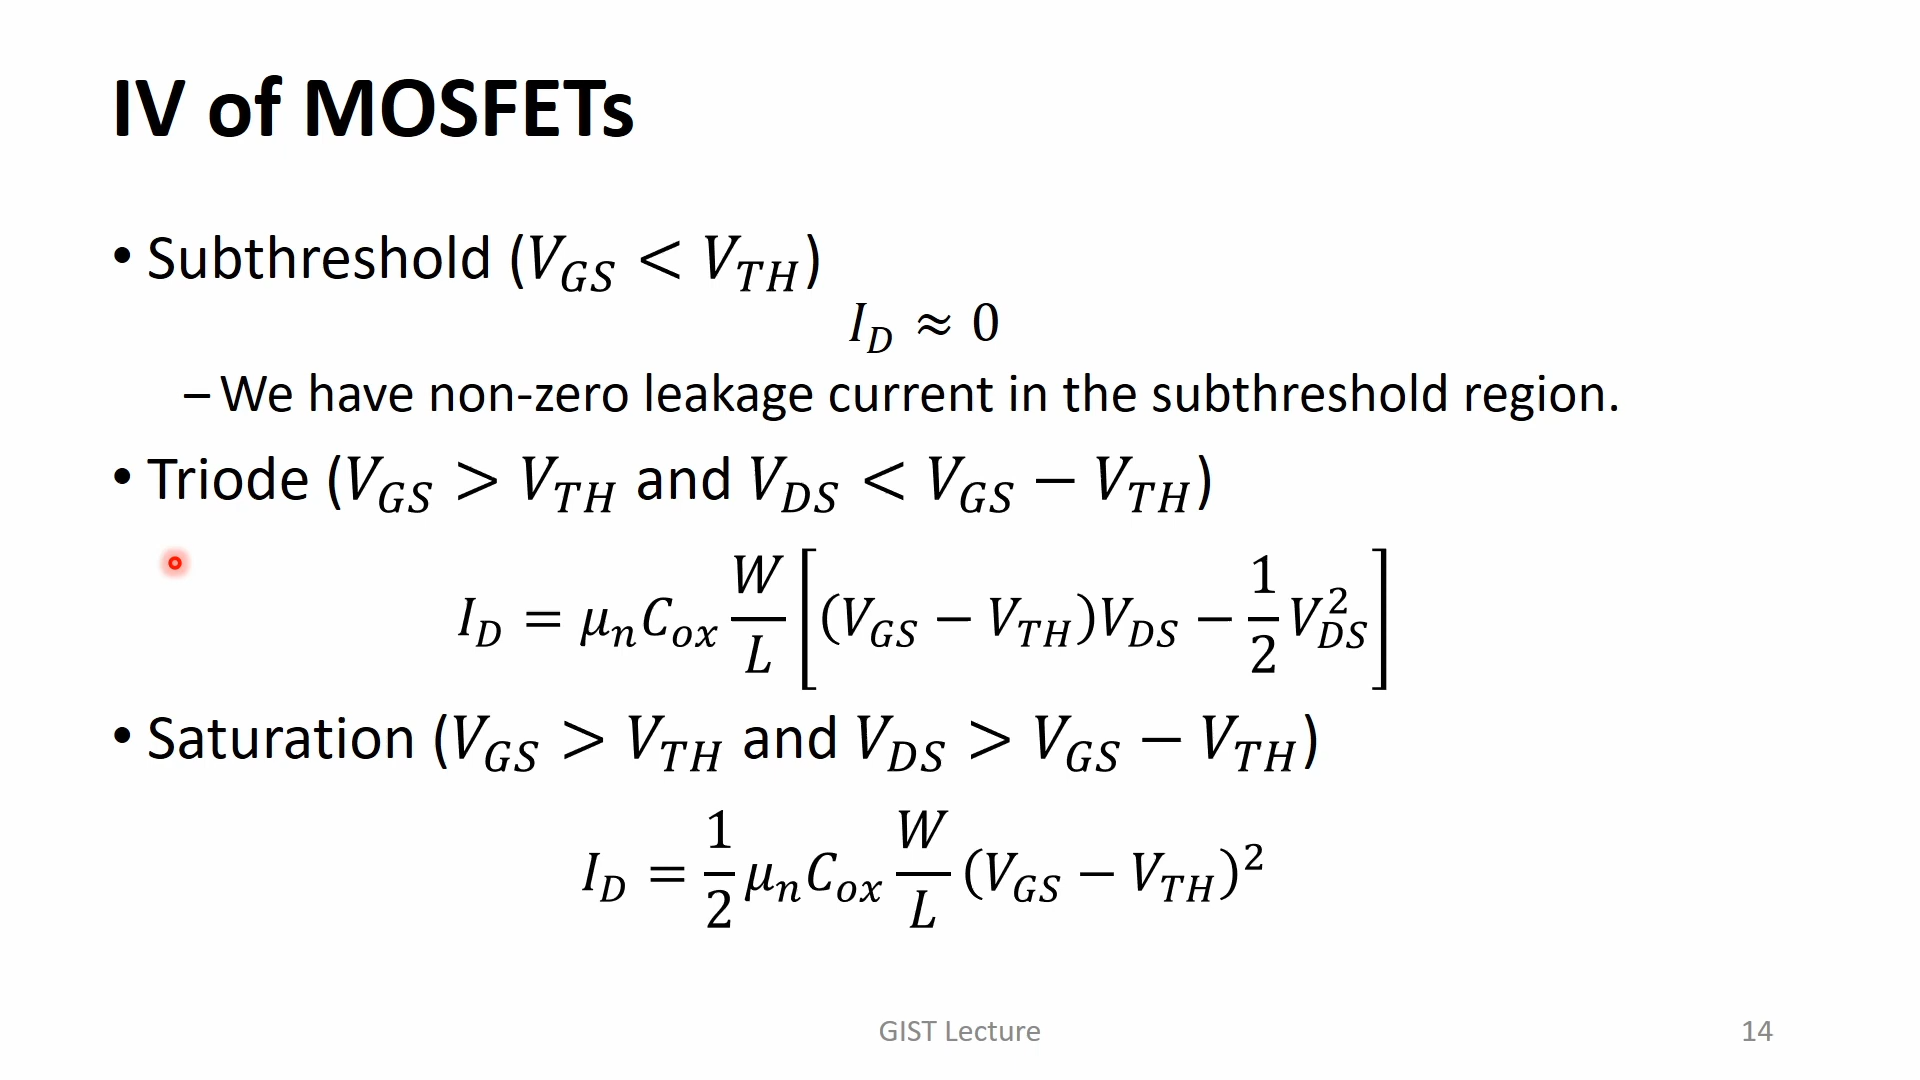 IV of MOSFETs
• Subthreshold (V_GS < V_TH)
I_D ≈ 0
– We have non-zero leakage current in the subthreshold region.
• Triode (V_GS > V_TH and V_DS < V_GS − V_TH)
I_D = μ_n C_ox W/L [(V_GS − V_TH)V_DS − 1/2 V_DS^2]
• Saturation (V_GS > V_TH and V_DS > V_GS − V_TH)
I_D = 1/2 μ_n C_ox W/L (V_GS − V_TH)^2
GIST Lecture
14